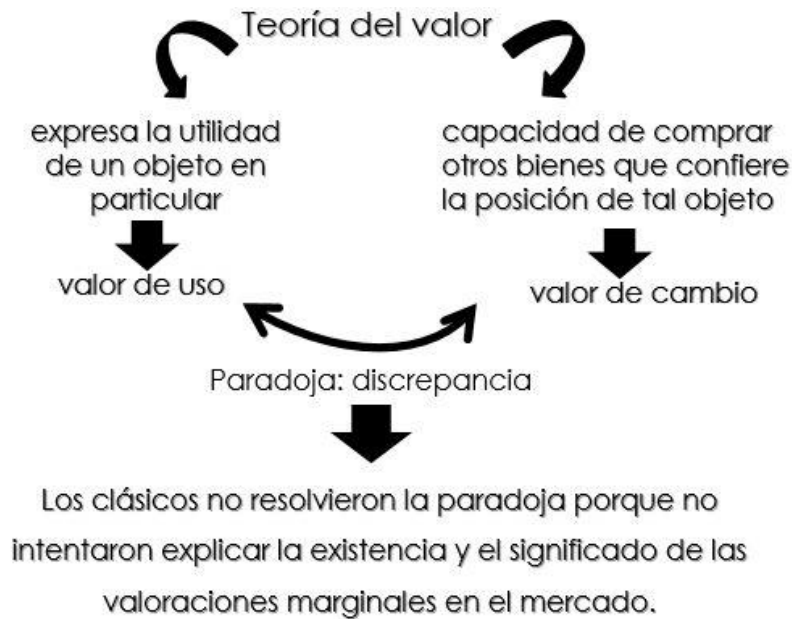 Teoría del valor
expresa la utilidad
de un objeto en
particular
valor de uso
capacidad de comprar
otros bienes que confiere
la posición de tal objeto
valor de cambio
Paradoja: discrepancia
Los clásicos no resolvieron la paradoja porque no
intentaron explicar la existencia y el significado de las
valoraciones marginales en el mercado.